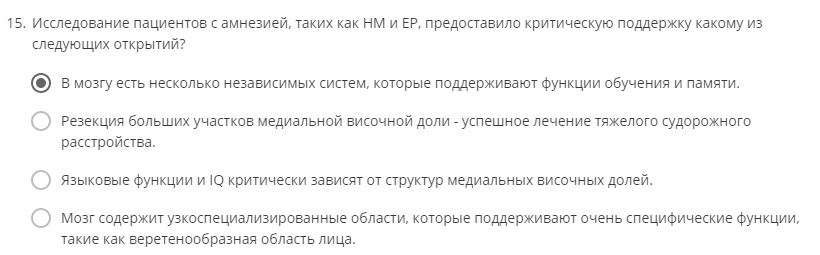 15. Исследование пациентов с амнезией, таких как HM и EP, предоставило критическую поддержку какому из
следующих открытий?
В мозгу есть несколько независимых систем, которые поддерживают функции обучения и памяти.
Резекция больших участков медиальной височной доли - успешное лечение тяжелого судорожного
расстройства.
Языковые функции и IQ критически зависят от структур медиальных височных долей.
Мозг содержит узкоспециализированные области, которые поддерживают очень специфические функции,
такие как веретенообразная область лица.